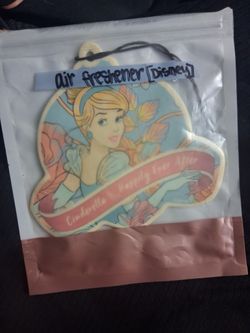 air freshener [Disney]
Cinderella's Happily Ever After